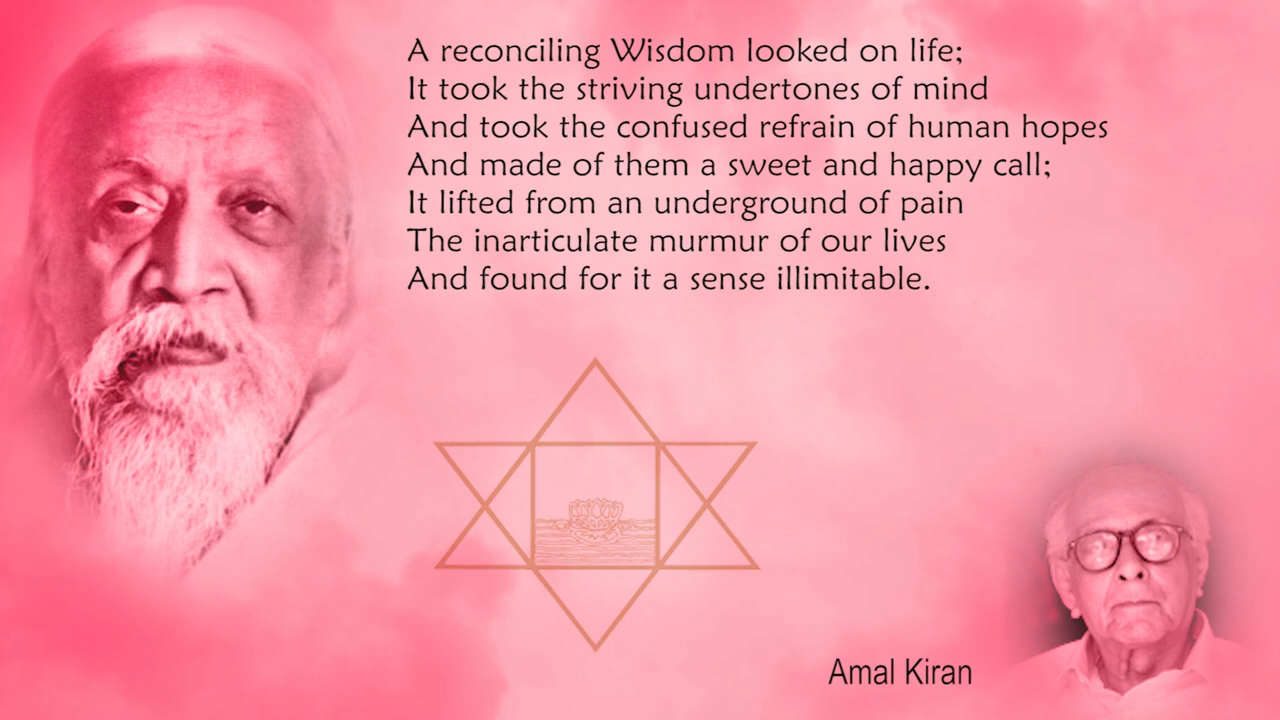 A reconciling Wisdom looked on life;
It took the striving undertones of mind
And took the confused refrain of human hopes
And made of them a sweet and happy call;
It lifted from an underground of pain
The inarticulate murmur of our lives
And found for it a sense illimitable.
Amal Kiran